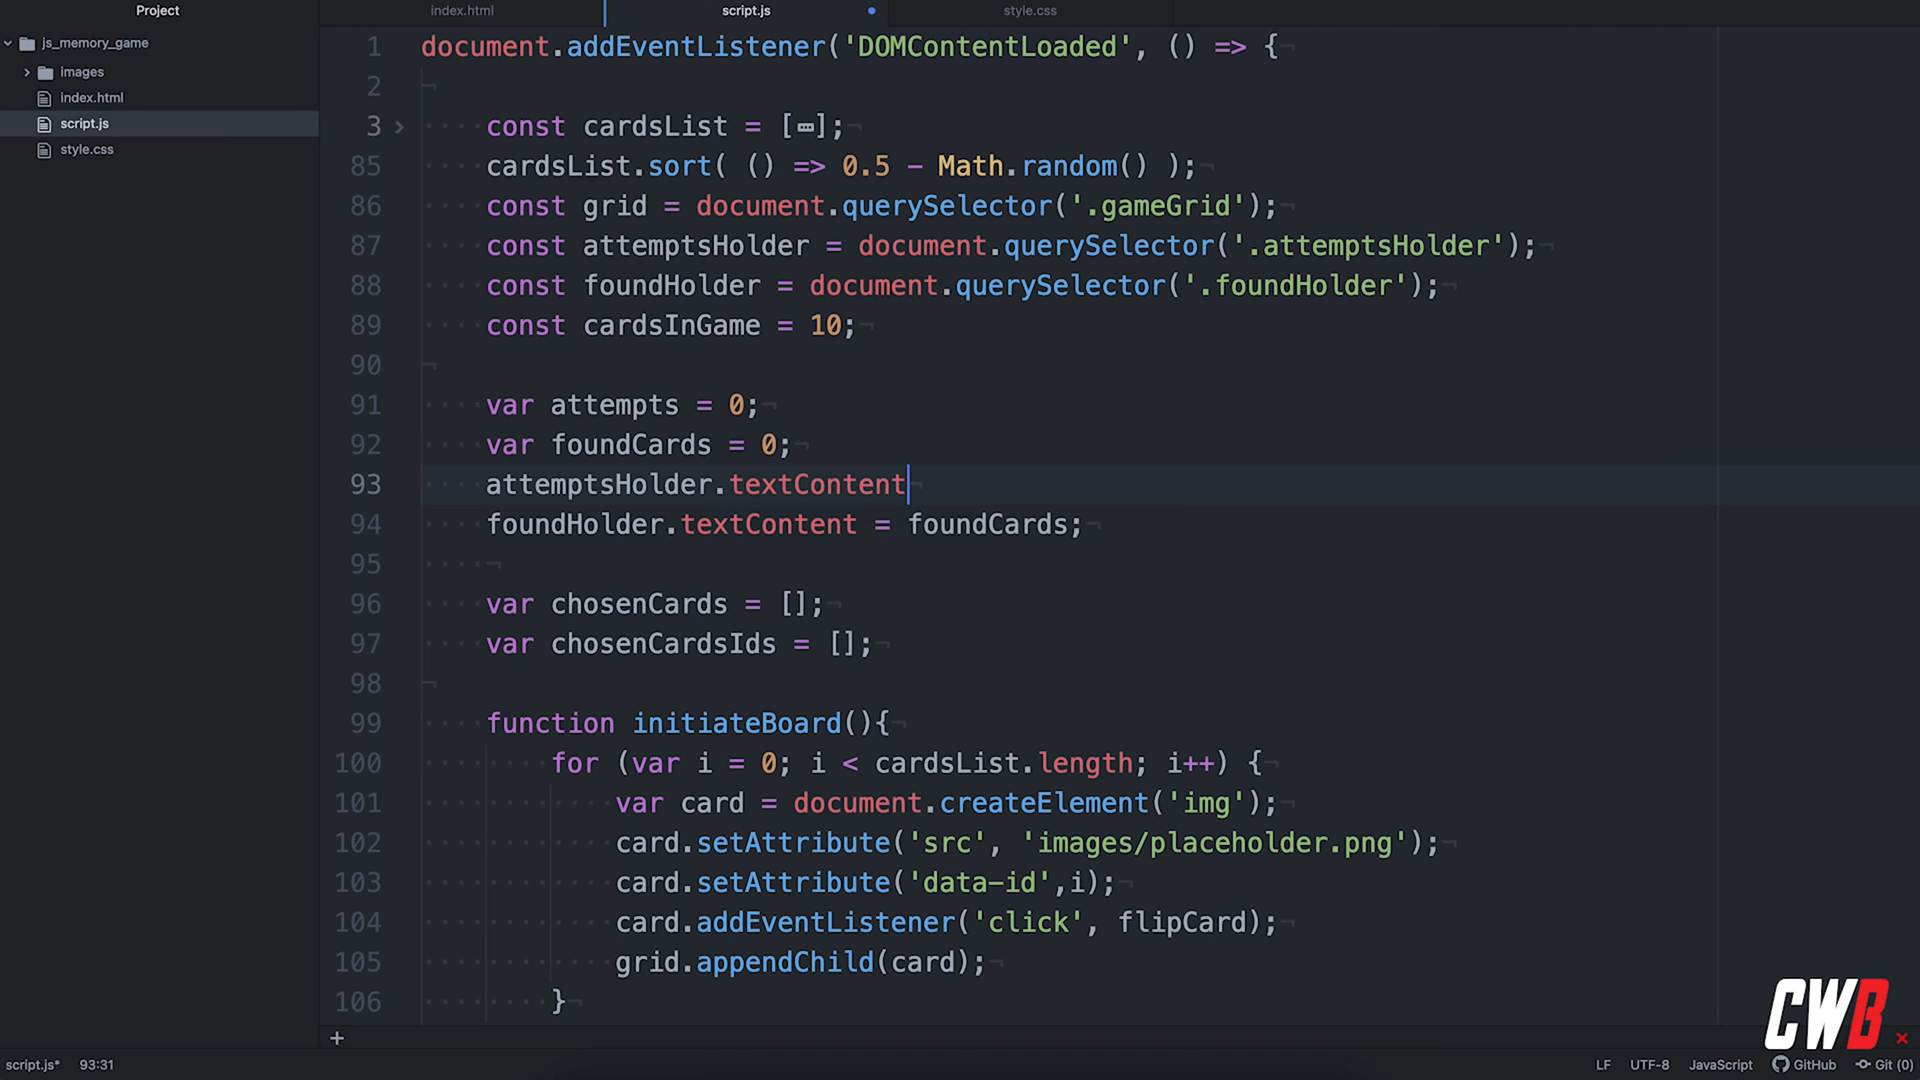 Project
index.html
script.js
style.css
js_memory_game
images
index.html
script.js
style.css
1 document.addEventListener('DOMContentLoaded', () => {
2
3 const cardsList = […];
85 cardsList.sort( () => 0.5 - Math.random() );
86 const grid = document.querySelector('.gameGrid');
87 const attemptsHolder = document.querySelector('.attemptsHolder');
88 const foundHolder = document.querySelector('.foundHolder');
89 const cardsInGame = 10;
90
91 var attempts = 0;
92 var foundCards = 0;
93 attemptsHolder.textContent
94 foundHolder.textContent = foundCards;
95
96 var chosenCards = [];
97 var chosenCardsIds = [];
98
99 function initiateBoard(){
100 for (var i = 0; i < cardsList.length; i++) {
101 var card = document.createElement('img');
102 card.setAttribute('src', 'images/placeholder.png');
103 card.setAttribute('data-id',i);
104 card.addEventListener('click', flipCard);
105 grid.appendChild(card);
106 }
CWB
script.js* 93:31
LF UTF-8 JavaScript GitHub Git (0)